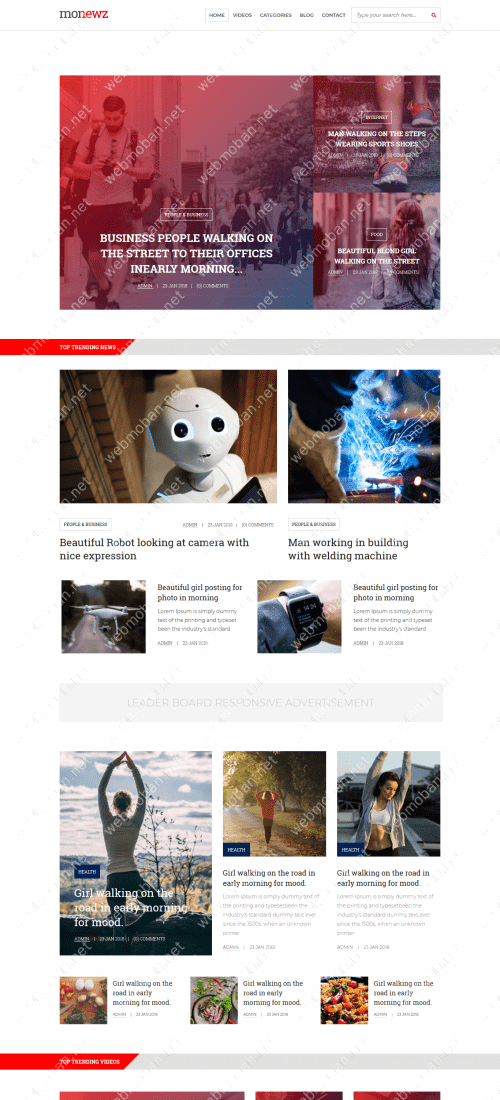 monewz
HOME VIDEOS CATEGORIES BLOG CONTACT Type your search here...
PEOPLE & BUSINESS
BUSINESS PEOPLE WALKING ON
THE STREET TO THEIR OFFICES
INEARLY MORNING...
ADMIN | 23 JAN 2018 | (0) COMMENTS
INTERNET
MAN WALKING ON THE STEPS
WEARING SPORTS SHOES
ADMIN | 23 JAN 2018 | (0) COMMENTS
FOOD
BEAUTIFUL BLOND GIRL
WALKING ON THE STREET
ADMIN | 23 JAN 2018 | (0) COMMENTS
TOP TRENDING NEWS
PEOPLE & BUSINESS ADMIN | 23 JAN 2018 | (0) COMMENTS
Beautiful Robot looking at camera with
nice expression
PEOPLE & BUSINESS
Man working in building
with welding machine
Beautiful girl posting for
photo in morning
Lorem Ipsum is simply dummy
text of the printing and typeset
been the industry's standard
ADMIN | 23 JAN 2018
Beautiful girl posting for
photo in morning
Lorem Ipsum is simply dummy
text of the printing and typeset
been the industry's standard
ADMIN | 23 JAN 2018
LEADER BOARD RESPONSIVE ADVERTISEMENT
HEALTH
Girl walking on the
road in early morning
for mood.
ADMIN | 23 JAN 2018 | (0) COMMENTS
HEALTH
Girl walking on the road in
early morning for mood.
Lorem Ipsum is simply dummy text of
the printing and typesetbeen the
industry's standard dummy text ever
since the 1500s, when an unknown
printer
ADMIN | 23 JAN 2018
HEALTH
Girl walking on the road in
early morning for mood.
Lorem Ipsum is simply dummy text of
the printing and typesetbeen the
industry's standard dummy text ever
since the 1500s, when an unknown
printer
ADMIN | 23 JAN 2018
Girl walking on the
road in early
morning for mood.
ADMIN | 23 JAN 2018
Girl walking on the
road in early
morning for mood.
ADMIN | 23 JAN 2018
Girl walking on the
road in early
morning for mood.
ADMIN | 23 JAN 2018
TOP TRENDING VIDEOS
webmoban.net